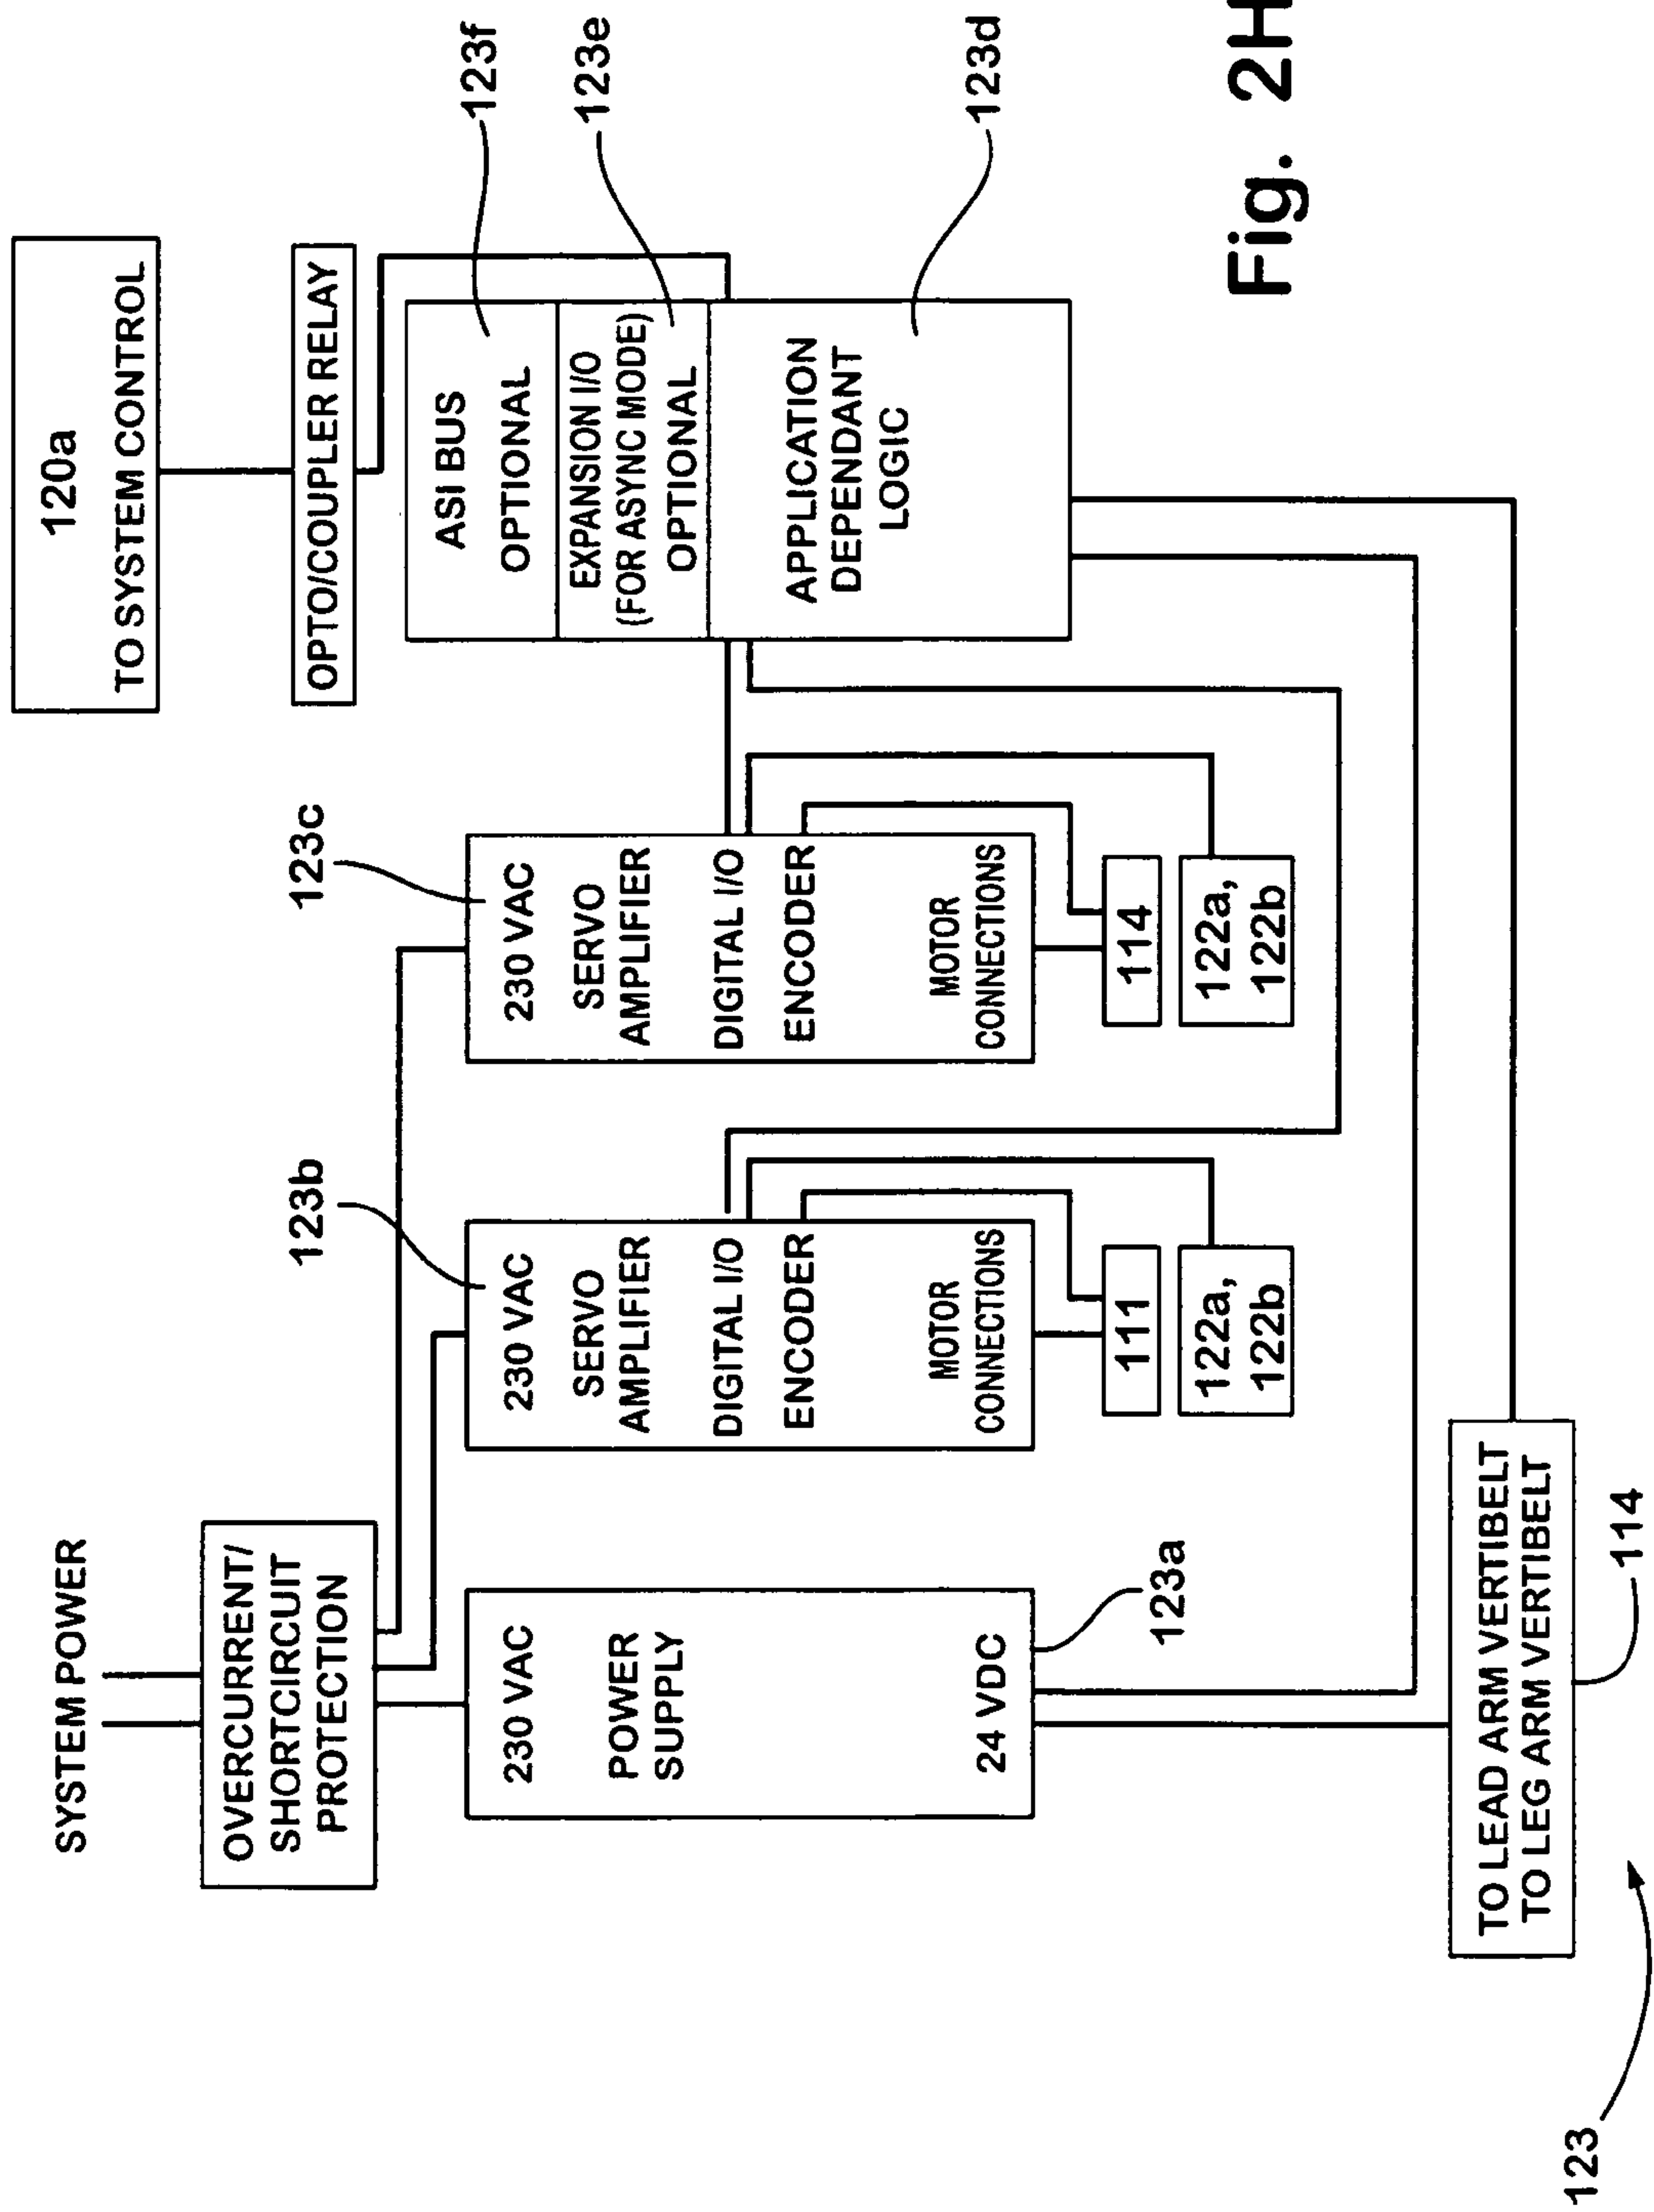 SYSTEM POWER
OVERCURRENT/
SHORTCIRCUIT
PROTECTION
120a
TO SYSTEM CONTROL
OPTO/COUPLER RELAY
123b
123c
123f
123e
123d
230 VAC
POWER
SUPPLY
24 VDC
123a
230 VAC
SERVO
AMPLIFIER
DIGITAL I/O
ENCODER
MOTOR
CONNECTIONS
111
122a,
122b
230 VAC
SERVO
AMPLIFIER
DIGITAL I/O
ENCODER
MOTOR
CONNECTIONS
114
122a,
122b
ASI BUS
OPTIONAL
EXPANSION I/O
(FOR ASYNC MODE)
OPTIONAL
APPLICATION
DEPENDANT
LOGIC
TO LEAD ARM VERTIBELT
TO LEG ARM VERTIBELT
114
123
Fig. 2H